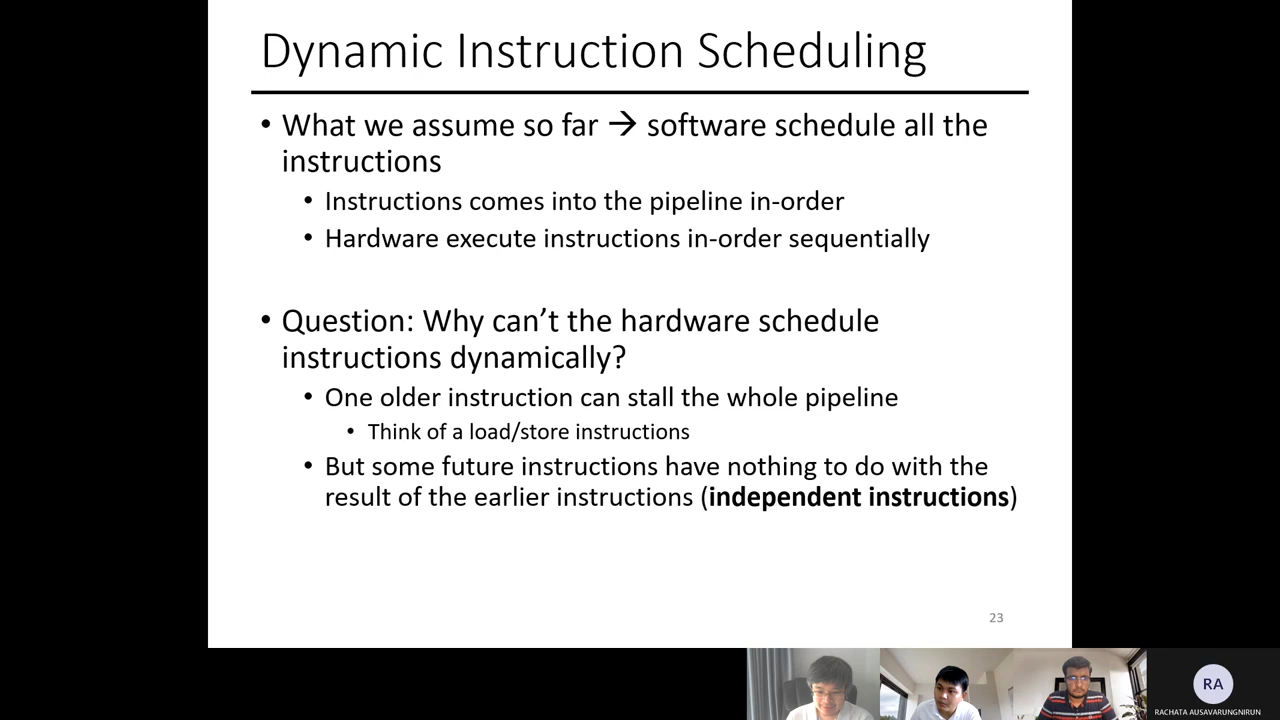 Dynamic Instruction Scheduling
• What we assume so far → software schedule all the
instructions
• Instructions comes into the pipeline in-order
• Hardware execute instructions in-order sequentially
• Question: Why can’t the hardware schedule
instructions dynamically?
• One older instruction can stall the whole pipeline
• Think of a load/store instructions
• But some future instructions have nothing to do with the
result of the earlier instructions (independent instructions)
23
RA
RACHATA AUSAVARUNGNIRUN